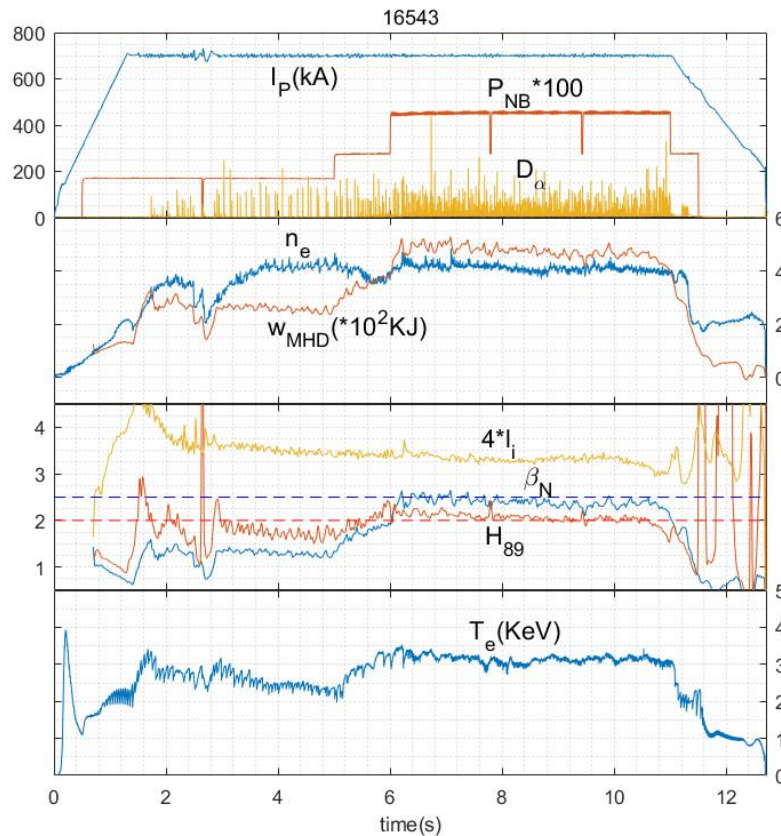 16543
800
I_P(kA)
600
P_NB*100
400
D_α
200
0
6
n_e
4
w_MHD(*10^2KJ)
2
0
4
4*l_i
3
β_N
2
H_89
1
5
T_e(KeV)
4
3
2
1
0
0 2 4 6 8 10 12
time(s)